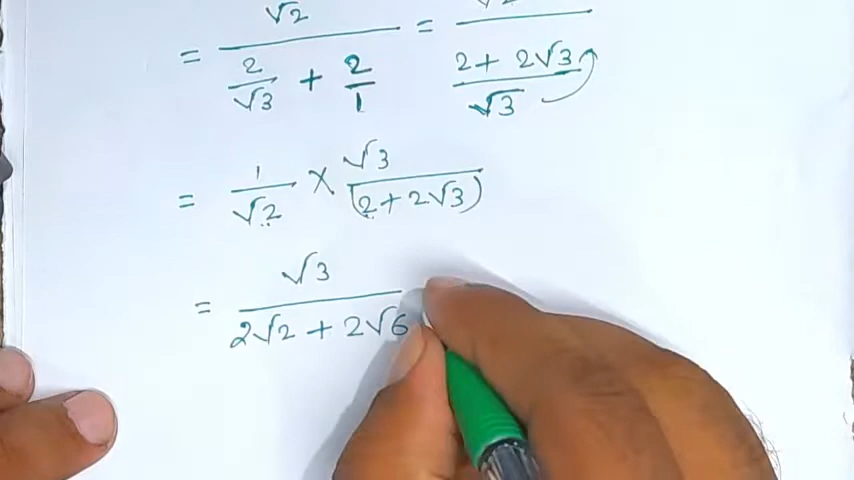 = √2 / (2/√3 + 2/1) = √2 / ((2 + 2√3)/√3)
= 1/√2 × √3/(2+2√3)
= √3/(2√2 + 2√6)